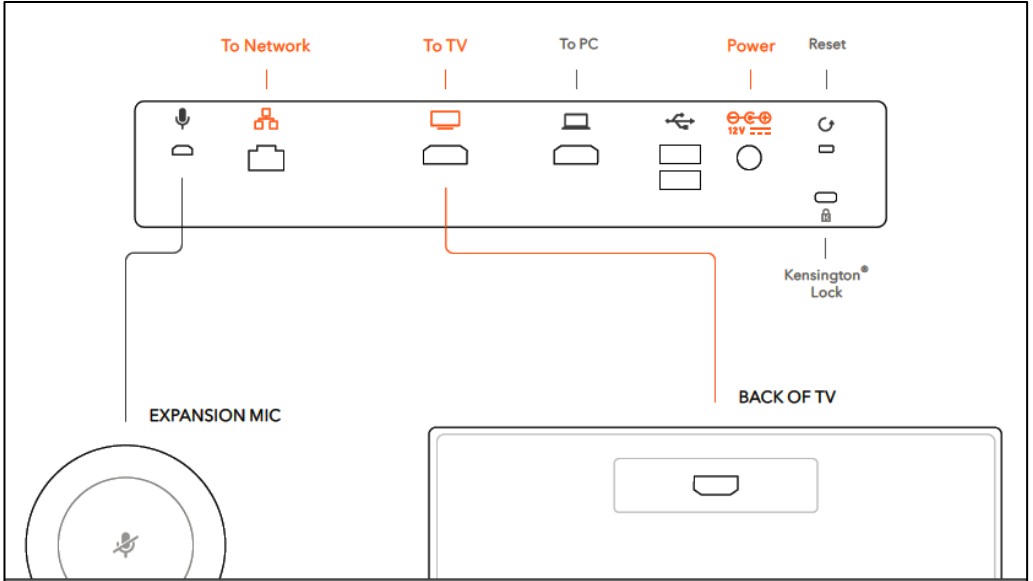 To Network
To TV
To PC
Power
Reset
12V
Kensington®
Lock
BACK OF TV
EXPANSION MIC